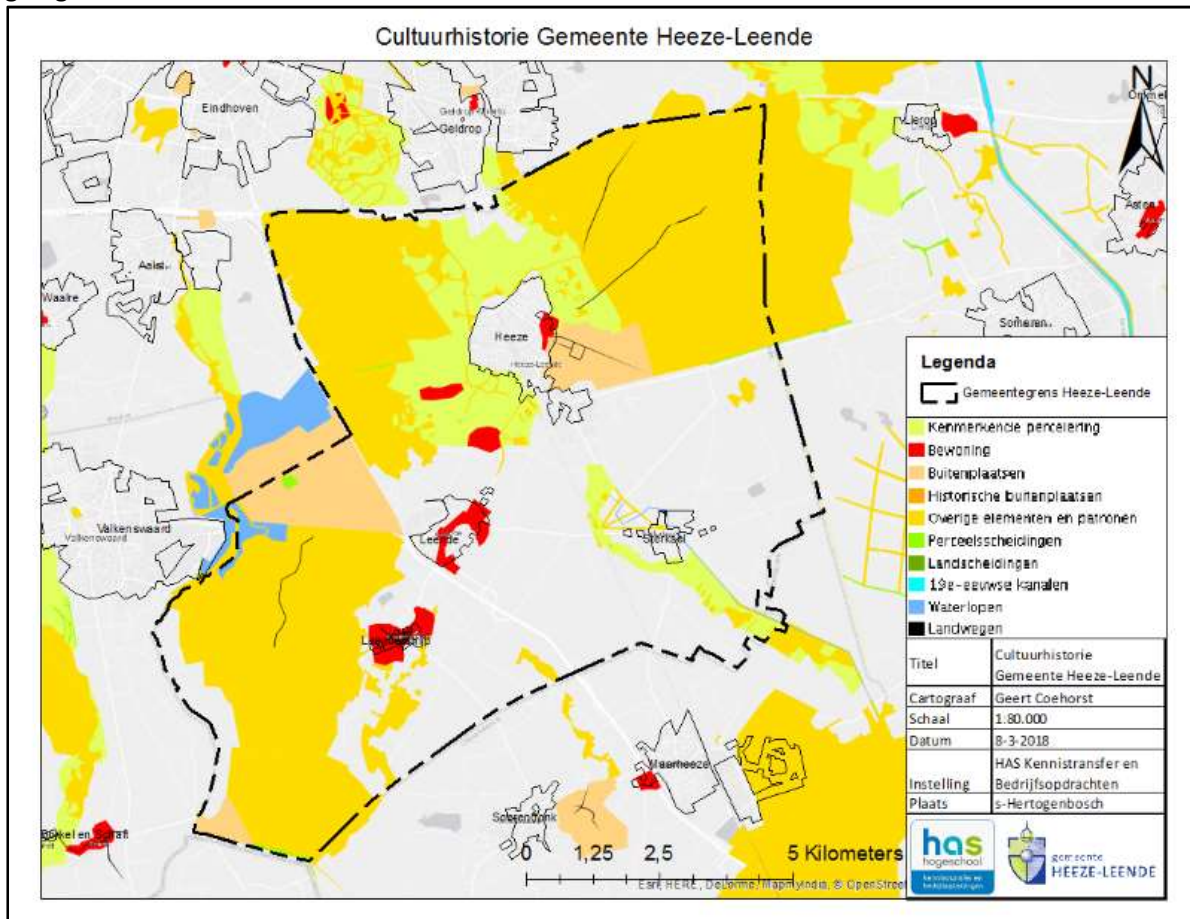 Cultuurhistorie Gemeente Heeze-Leende
N
Eindhoven
Geldrop
Lierop
Asten
Aalst
Waalre
Someren
Heeze
Heeze-Leende
Valkenswaard
Valkenswaard
Leende
Sterksel
Maarheeze
Soerendonk
0
1,25
2,5
5 Kilometers
Esri, HERE, DeLorme, MapmyIndia, © OpenStreet
Legenda
Gemeentegrens Heeze-Leende
Kenmerkende percelering
Bewoning
Buitenplaatsen
Historische buitenplaatsen
Overige elementen en patronen
Perceelsscheidingen
Landscheidingen
19e-eeuwse kanalen
Waterlopen
Landwegen
Titel
Cultuurhistorie
Gemeente Heeze-Leende
Cartograaf
Geert Coehorst
Schaal
1:80.000
Datum
8-3-2018
Instelling
HAS Kennistransfer en
Bedrijfsopdrachten
Plaats
s-Hertogenbosch
has
hogeschool
gemeente
HEEZE-LEENDE